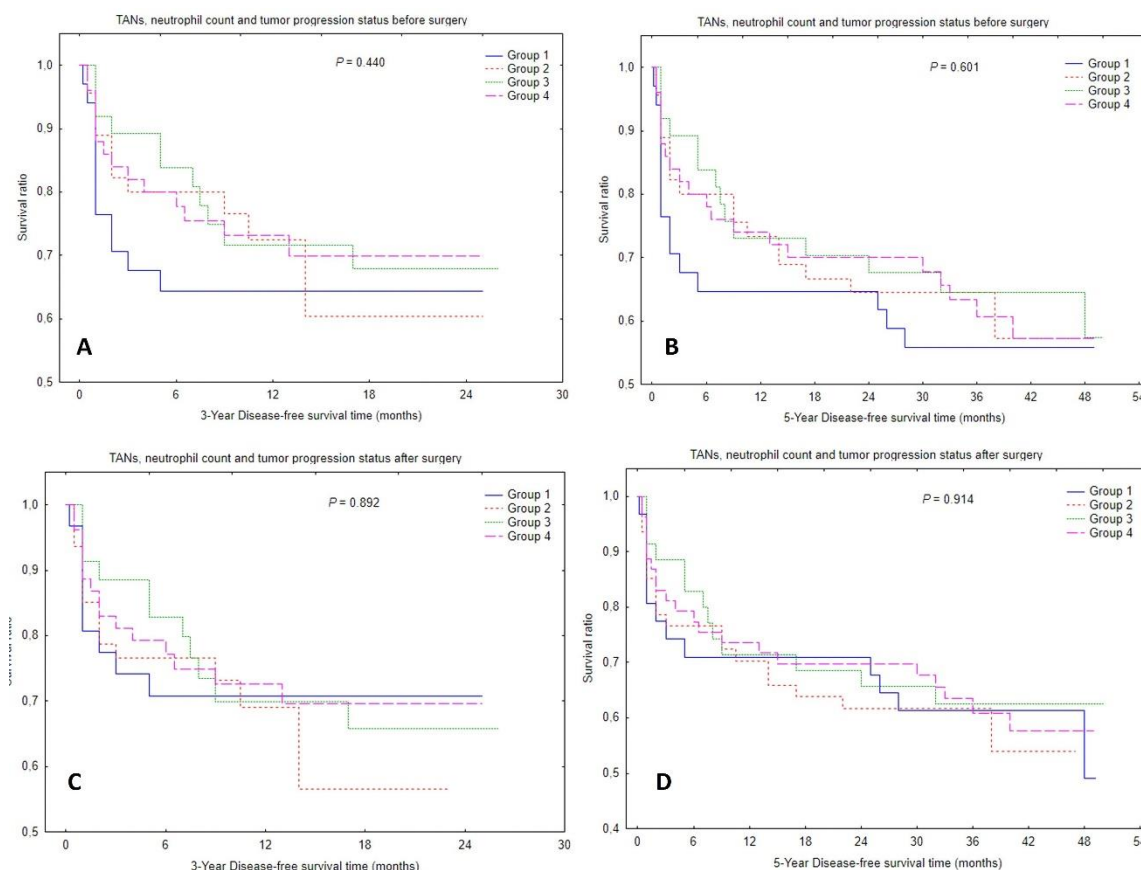 TANs, neutrophil count and tumor progression status before surgery
P = 0.440
Group 1
Group 2
Group 3
Group 4
1,0
0,9
0,8
0,7
0,6
0,5
Survival ratio
A
0 6 12 18 24 30
3-Year Disease-free survival time (months)
TANs, neutrophil count and tumor progression status before surgery
P = 0.601
Group 1
Group 2
Group 3
Group 4
1,0
0,9
0,8
0,7
0,6
0,5
Survival ratio
B
0 6 12 18 24 30 36 42 48 54
5-Year Disease-free survival time (months)
TANs, neutrophil count and tumor progression status after surgery
P = 0.892
Group 1
Group 2
Group 3
Group 4
1,0
0,9
0,8
0,7
0,6
0,5
Survival ratio
C
0 6 12 18 24 30
3-Year Disease-free survival time (months)
TANs, neutrophil count and tumor progression status after surgery
P = 0.914
Group 1
Group 2
Group 3
Group 4
1,0
0,9
0,8
0,7
0,6
0,5
0,4
Survival ratio
D
0 6 12 18 24 30 36 42 48 54
5-Year Disease-free survival time (months)